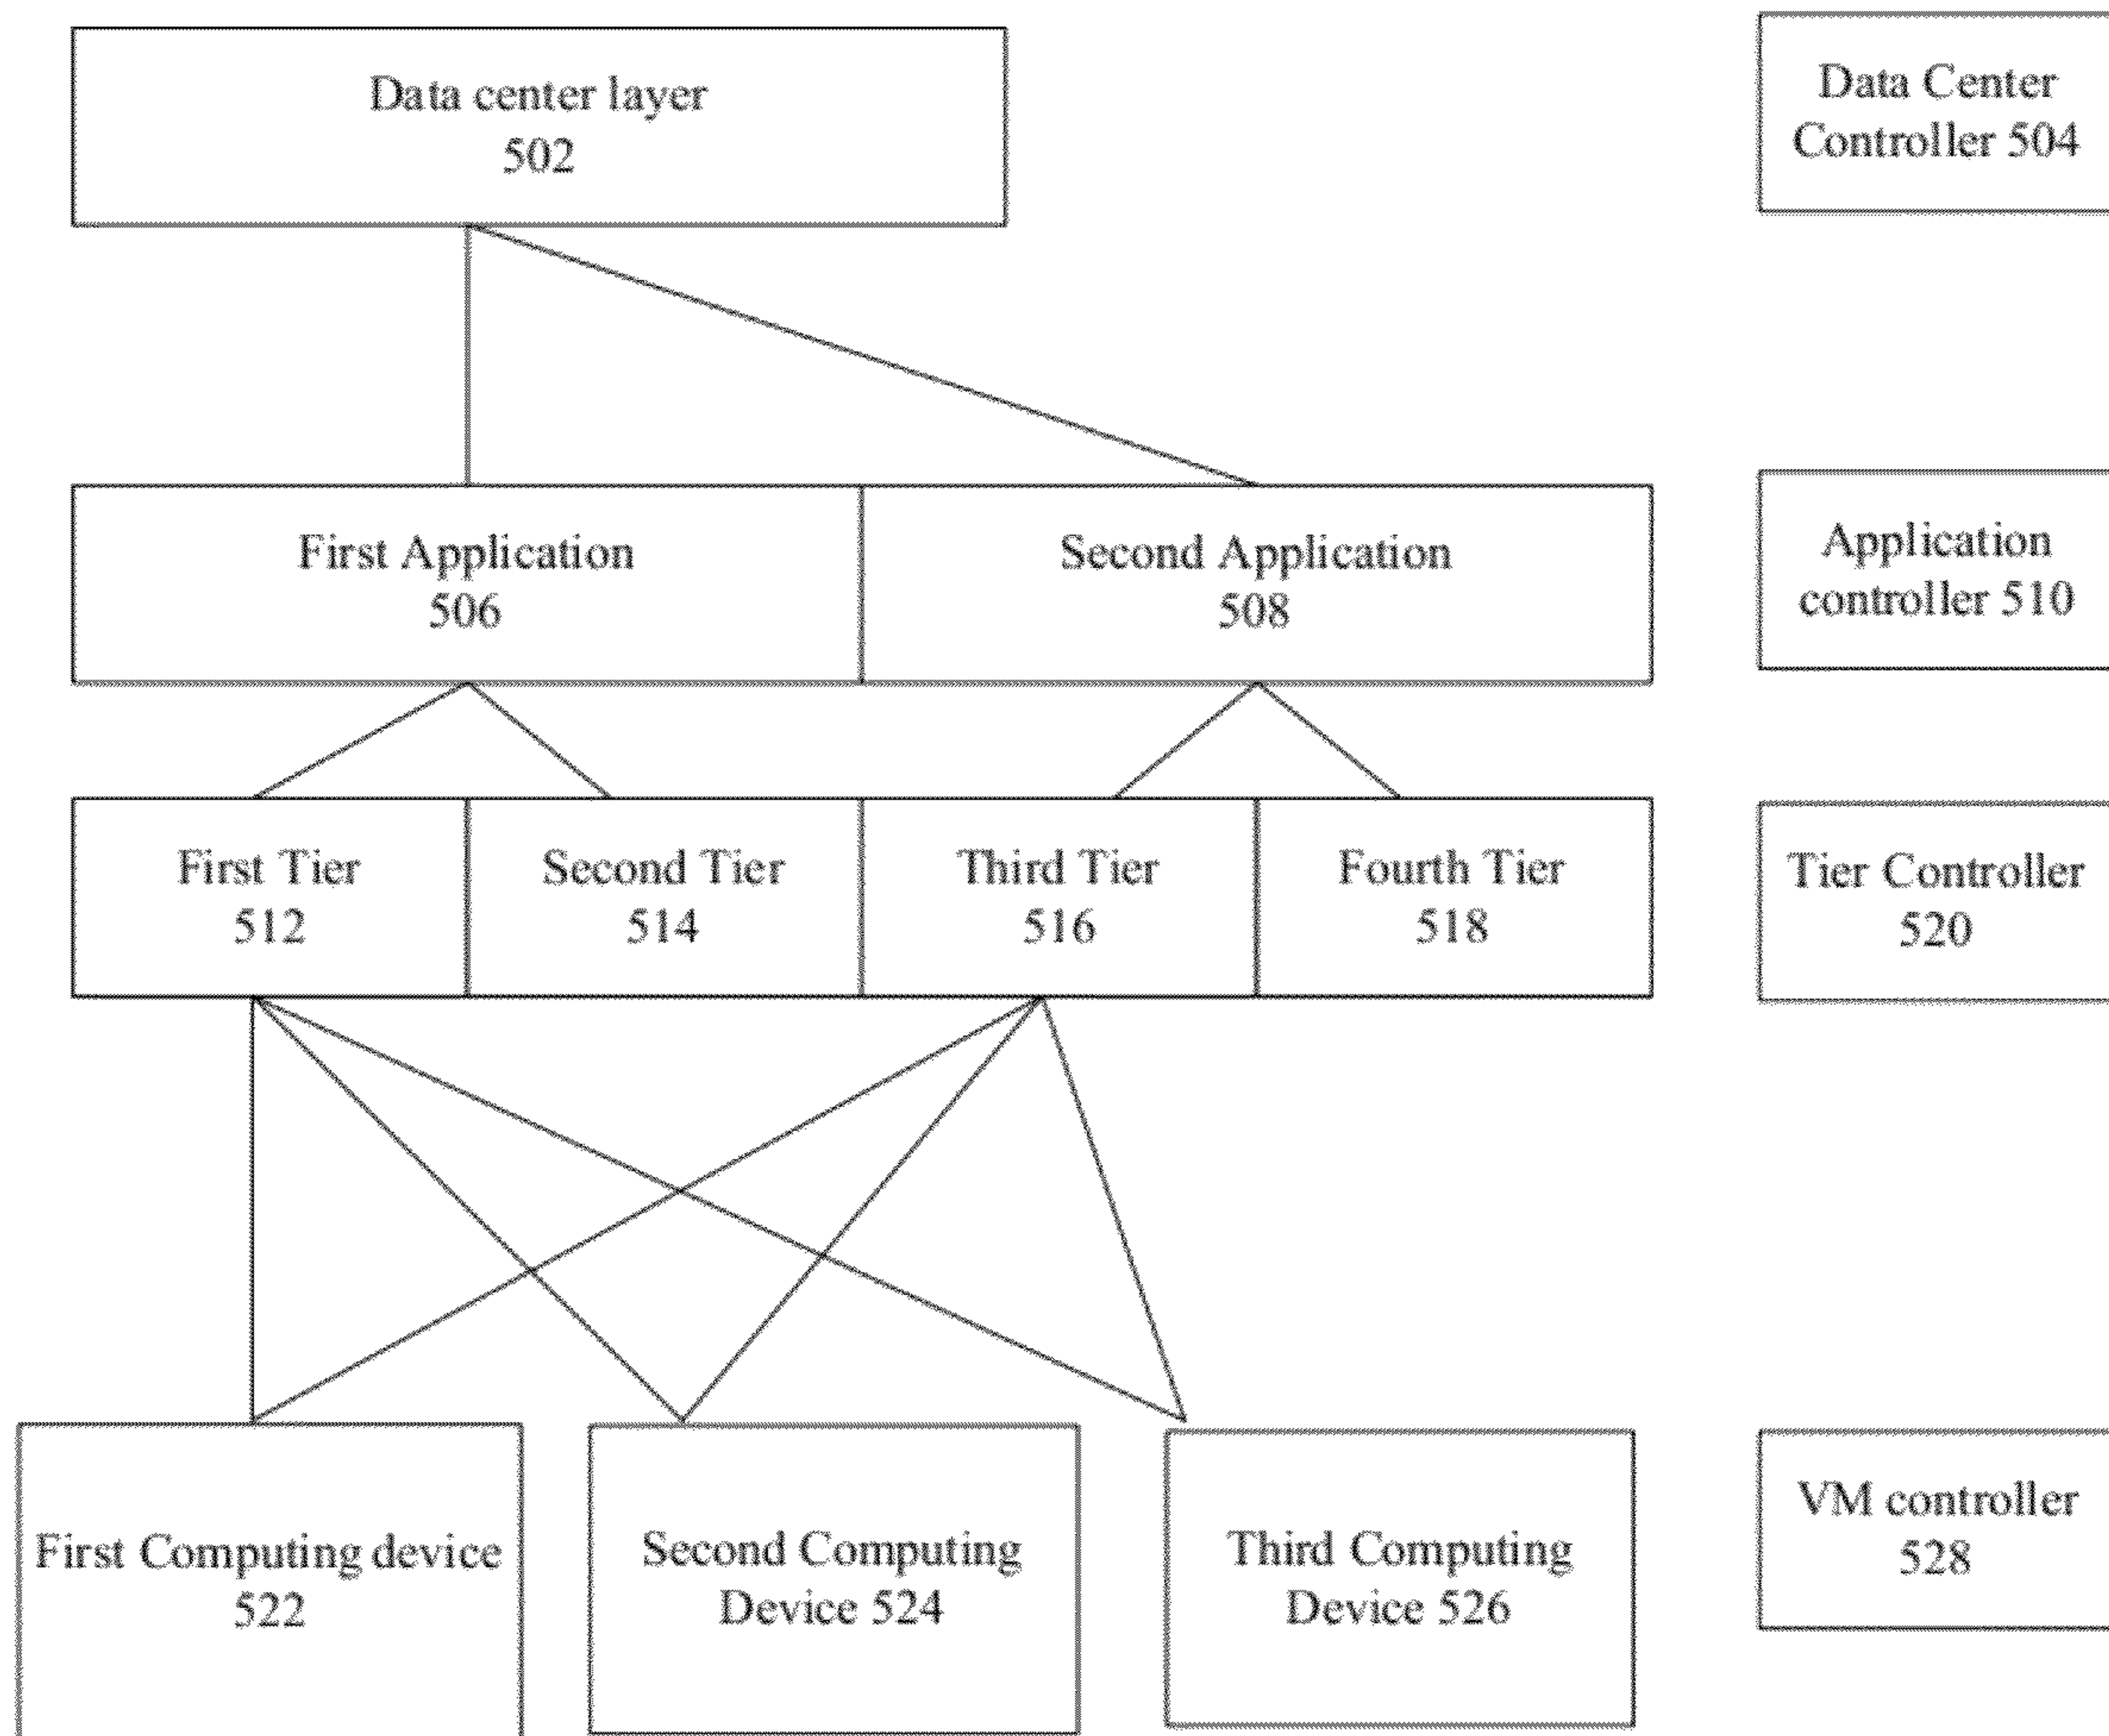 Data center layer
502
Data Center
Controller 504
First Application
506
Second Application
508
Application
controller 510
First Tier
512
Second Tier
514
Third Tier
516
Fourth Tier
518
Tier Controller
520
First Computing device
522
Second Computing
Device 524
Third Computing
Device 526
VM controller
528